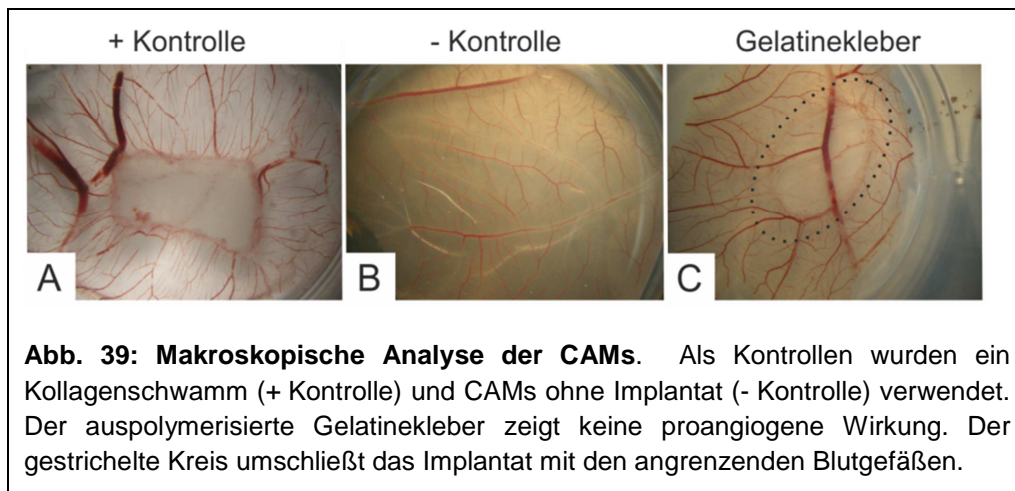 + Kontrolle
- Kontrolle
Gelatinekleber
A
B
C
Abb. 39: Makroskopische Analyse der CAMs. Als Kontrollen wurden ein
Kollagenschwamm (+ Kontrolle) und CAMs ohne Implantat (- Kontrolle) verwendet.
Der auspolymerisierte Gelatinekleber zeigt keine proangiogene Wirkung. Der
gestrichelte Kreis umschließt das Implantat mit den angrenzenden Blutgefäßen.